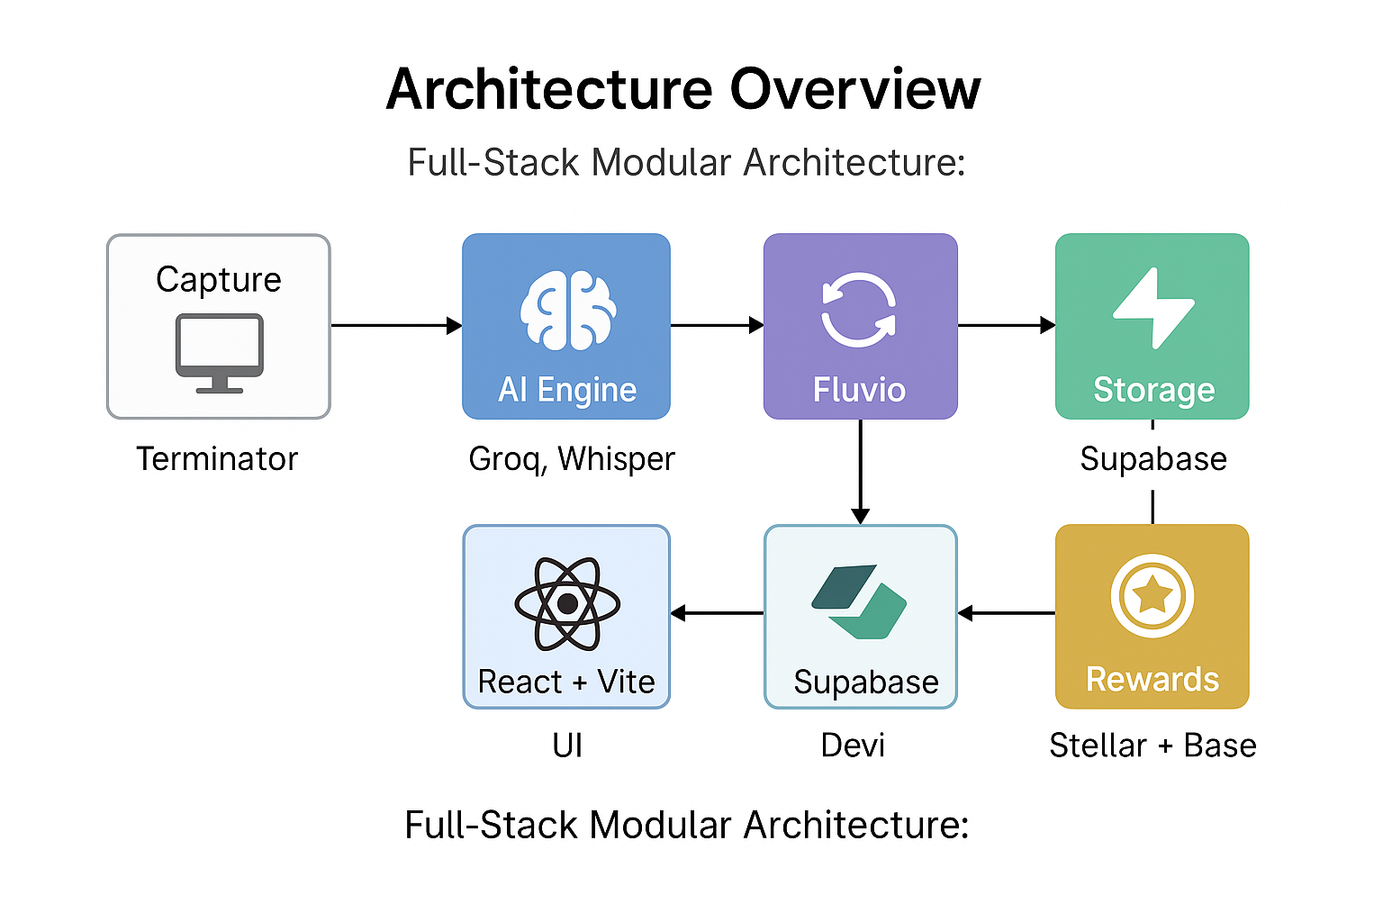 Architecture Overview
Full-Stack Modular Architecture:
Capture
Terminator
AI Engine
Groq, Whisper
Fluvio
Storage
Supabase
React + Vite
UI
Supabase
Devi
Rewards
Stellar + Base
Full-Stack Modular Architecture: